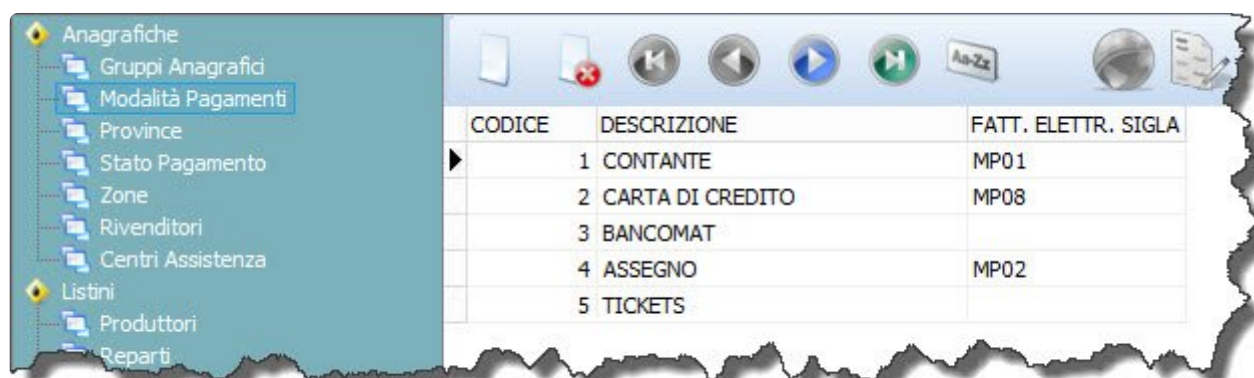 Anagrafiche
Gruppi Anagrafici
Modalità Pagamenti
Province
Stato Pagamento
Zone
Rivenditori
Centri Assistenza
Listini
Produttori
Reparti
Aa-Zz
CODICE DESCRIZIONE FATT. ELETTR. SIGLA
1 CONTANTE MP01
2 CARTA DI CREDITO MP08
3 BANCOMAT
4 ASSEGNO MP02
5 TICKETS